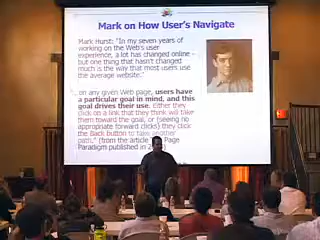 Mark on How User's Navigate
Mark Hurst: "In my seven years of
working on the Web's user
experience, a lot has changed online -
but one thing that hasn't changed
much is the way that most users use
the average website."
.. on any given Web page, users have
a particular goal in mind, and this
goal drives their use. Either they
click on a link that they think will take
them toward the goal, or (seeing no
appropriate forward clicks) they click
the Back button to take another
path." (from the article Page
Paradigm published in